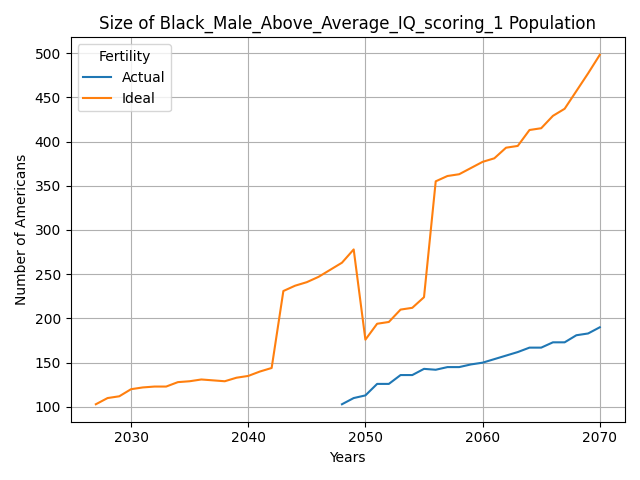 Size of Black_Male_Above_Average_IQ_scoring_1 Population
Fertility
Actual
Ideal
Number of Americans
500
450
400
350
300
250
200
150
100
2030
2040
2050
2060
2070
Years